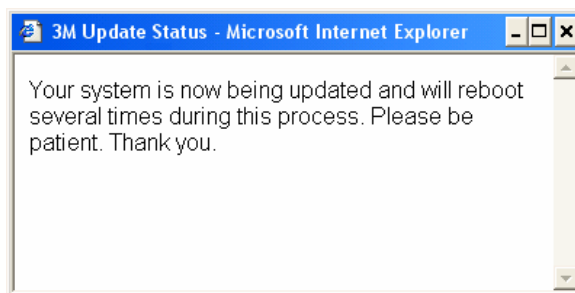 3M Update Status - Microsoft Internet Explorer
Your system is now being updated and will reboot
several times during this process. Please be
patient. Thank you.